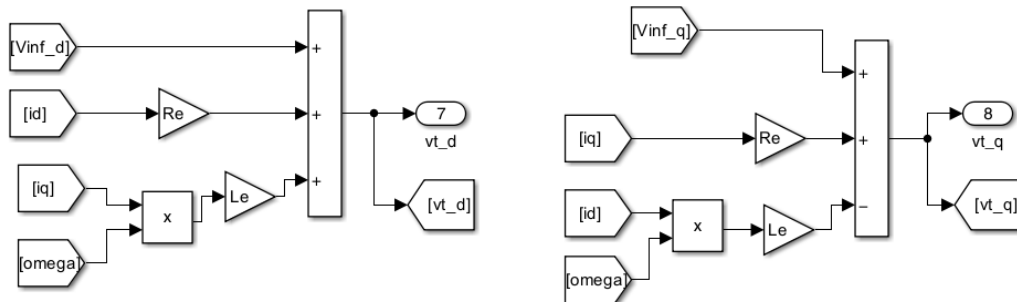 [Vinf_d]
+
[id]
Re
+
7
vt_d
[iq]
x
Le
+
[vt_d]
[omega]
[Vinf_q]
+
[iq]
Re
+
8
vt_q
[id]
x
Le
−
[vt_q]
[omega]